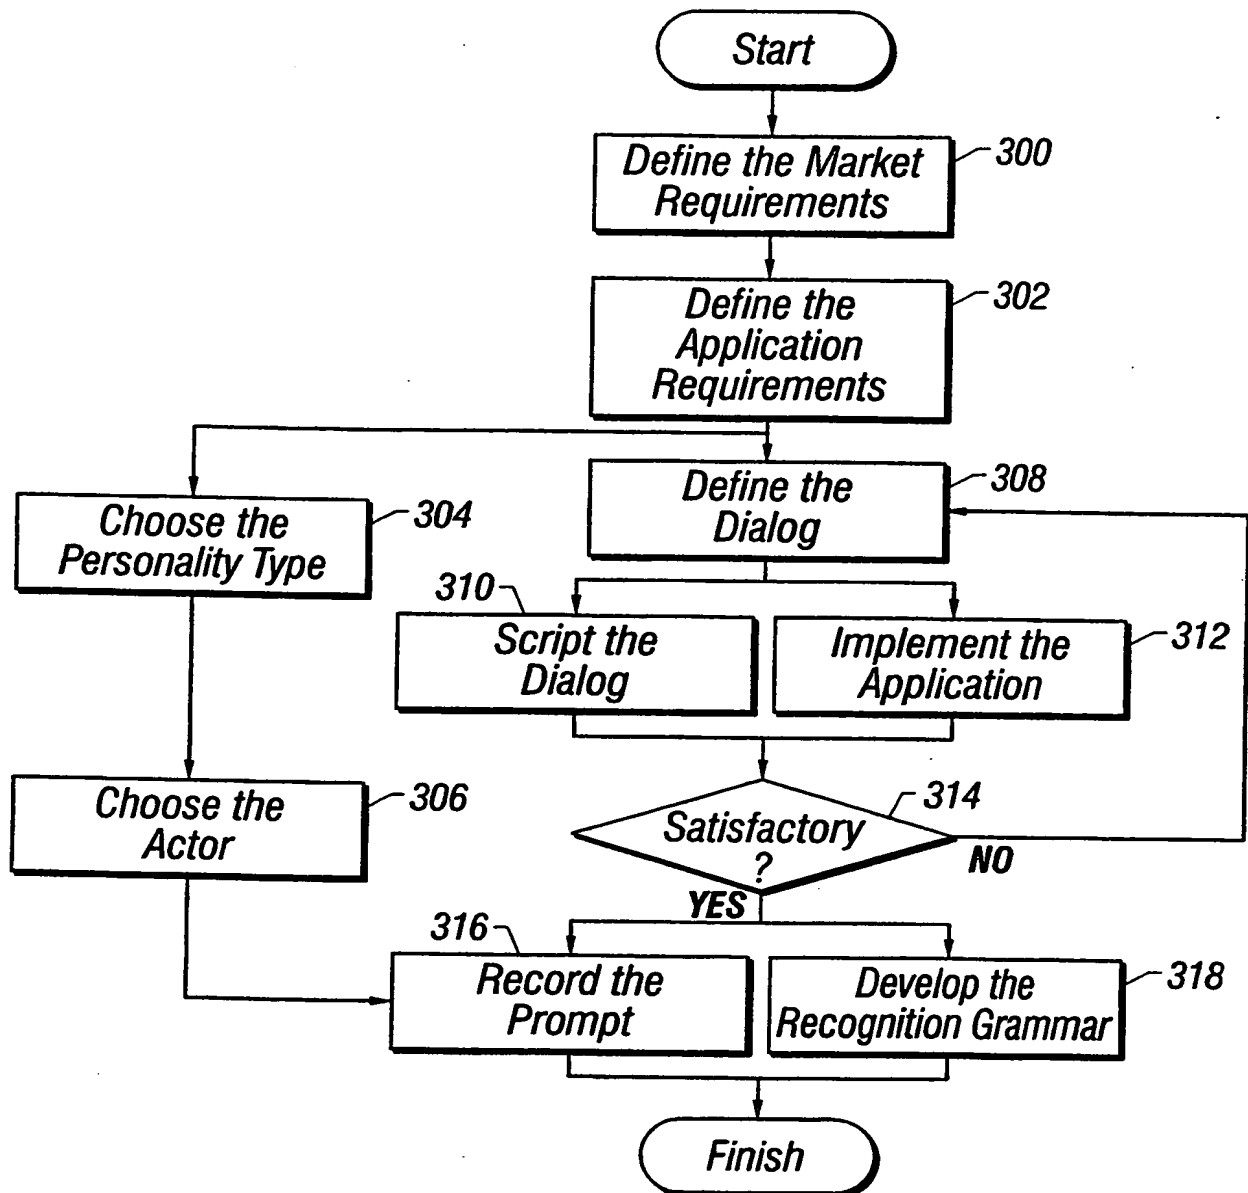 Start
Define the Market
Requirements
300
Define the
Application
Requirements
302
Define the
Dialog
308
Choose the
Personality Type
304
310
Script the
Dialog
Implement the
Application
312
Choose the
Actor
306
Satisfactory
?
314
NO
YES
316
Record the
Prompt
Develop the
Recognition Grammar
318
Finish